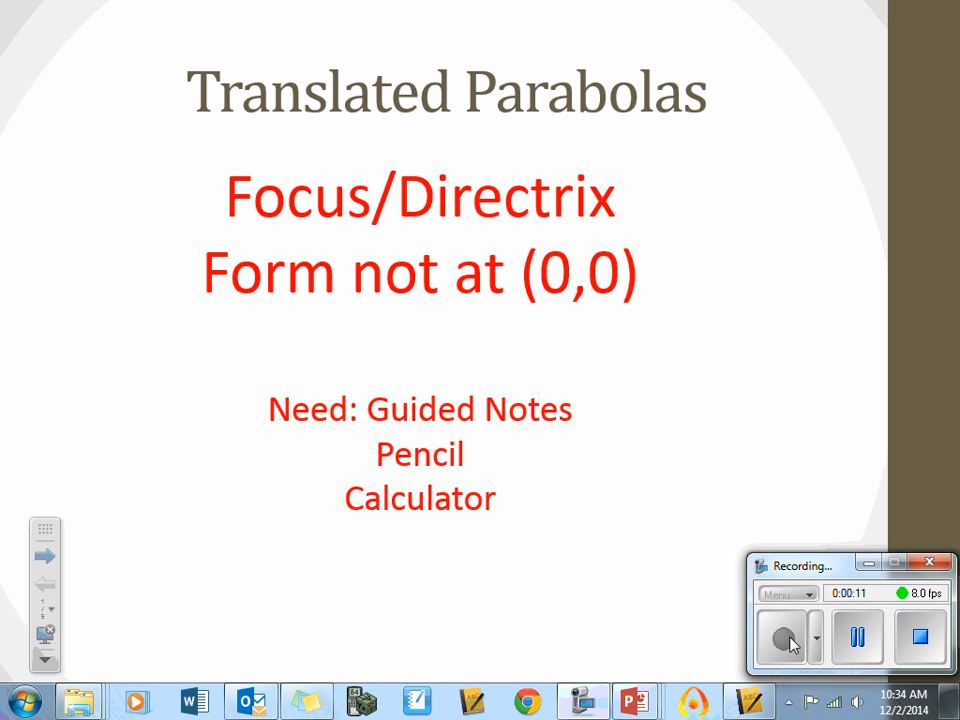 Translated Parabolas
Focus/Directrix
Form not at (0,0)
Need: Guided Notes
Pencil
Calculator
Recording...
Menu
0:00:11
8.0 fps
10:34 AM
12/2/2014